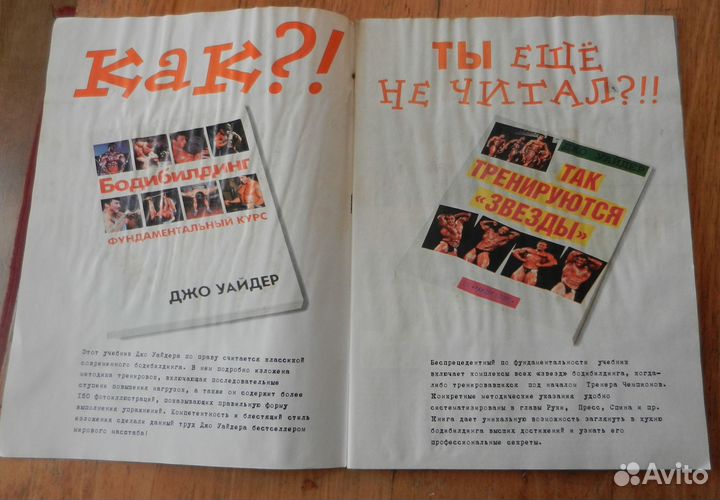 как?!
Бодибилдинг
ФУНДАМЕНТАЛЬНЫЙ КУРС
ДЖО УАЙДЕР
Этот учебник Джо Уайдера по праву считается классикой
современного бодибилдинга. В нем подробно изложена
методика тренировок, включающая последовательные
ступени повышения нагрузок, а также он содержит более
150 фотоиллюстраций, показывающих правильную форму
выполнения упражнений. Компетентность и блестящий стиль
изложения сделали данный труд Джо Уайдера бестселлером
мирового масштаба!
ТЫ ЕЩЁ
НЕ ЧИТАЛ?!!
ДЖО УАЙДЕР
ТАК
ТРЕНИРУЮТСЯ
«ЗВЕЗДЫ»
Беспрецедентный по фундаментальности учебник
включает комплексы всех «звезд» бодибилдинга, когда-
либо тренировавшихся под началом Тренера Чемпионов.
Конкретные методические указания удобно
систематизированы в главы Руки, Пресс, Спина и пр.
Книга дает уникальную возможность заглянуть в кухню
бодибилдинга высших достижений и узнать его
профессиональные секреты.
Avito